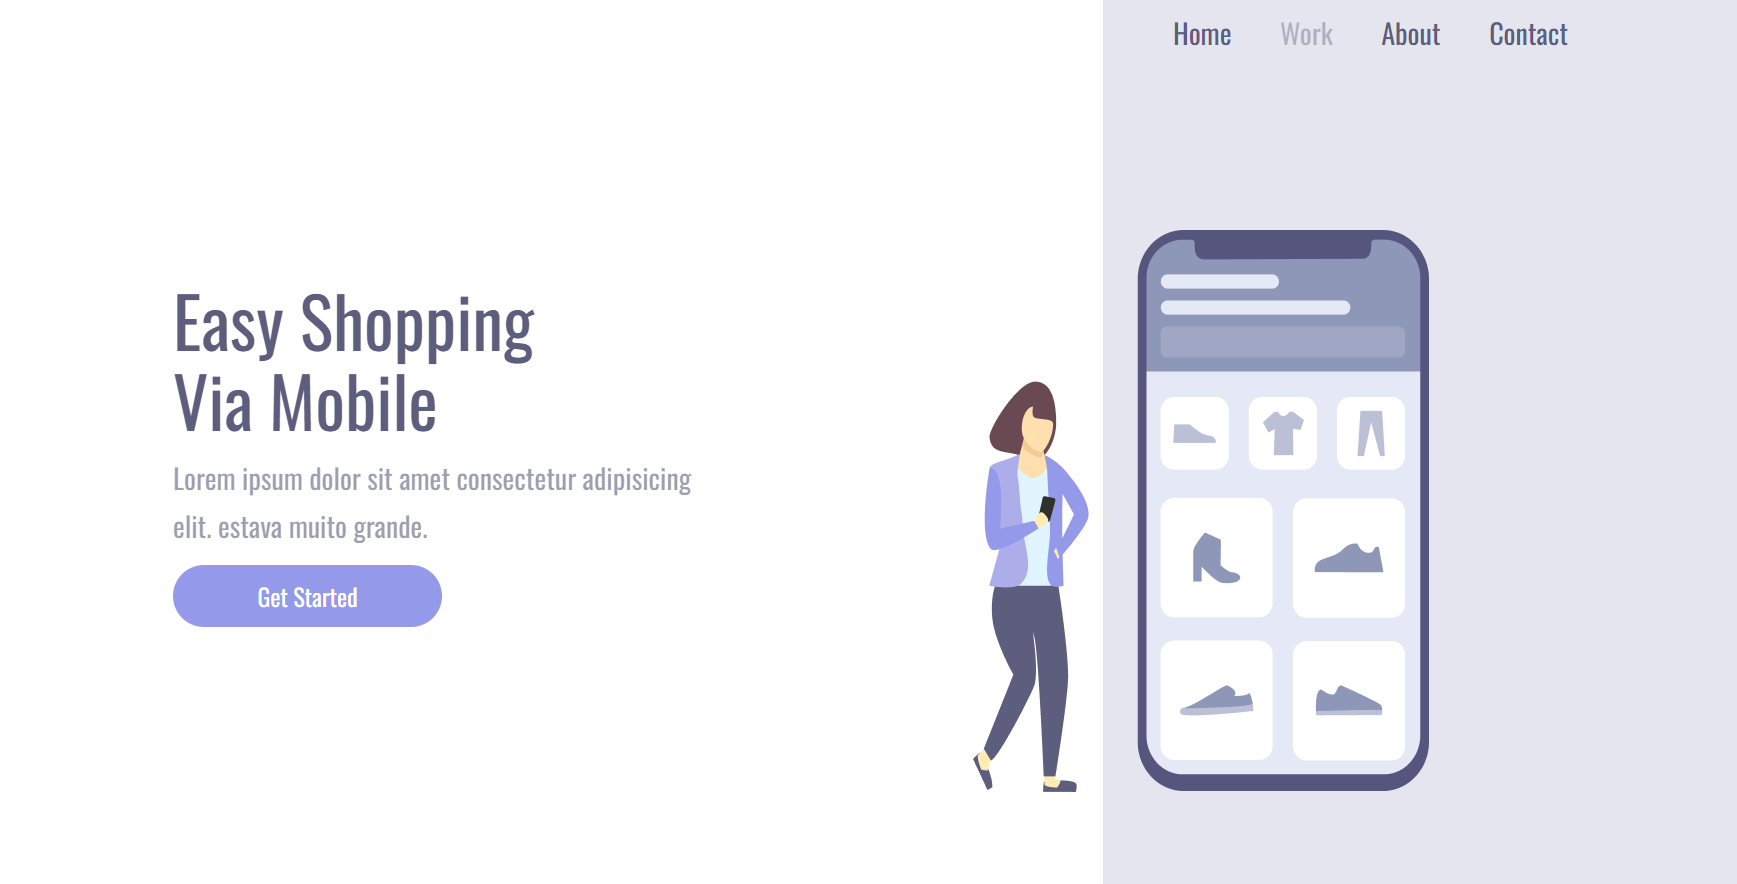 Home Work About Contact
Easy Shopping
Via Mobile
Lorem ipsum dolor sit amet consectetur adipisicing
elit. estava muito grande.
Get Started